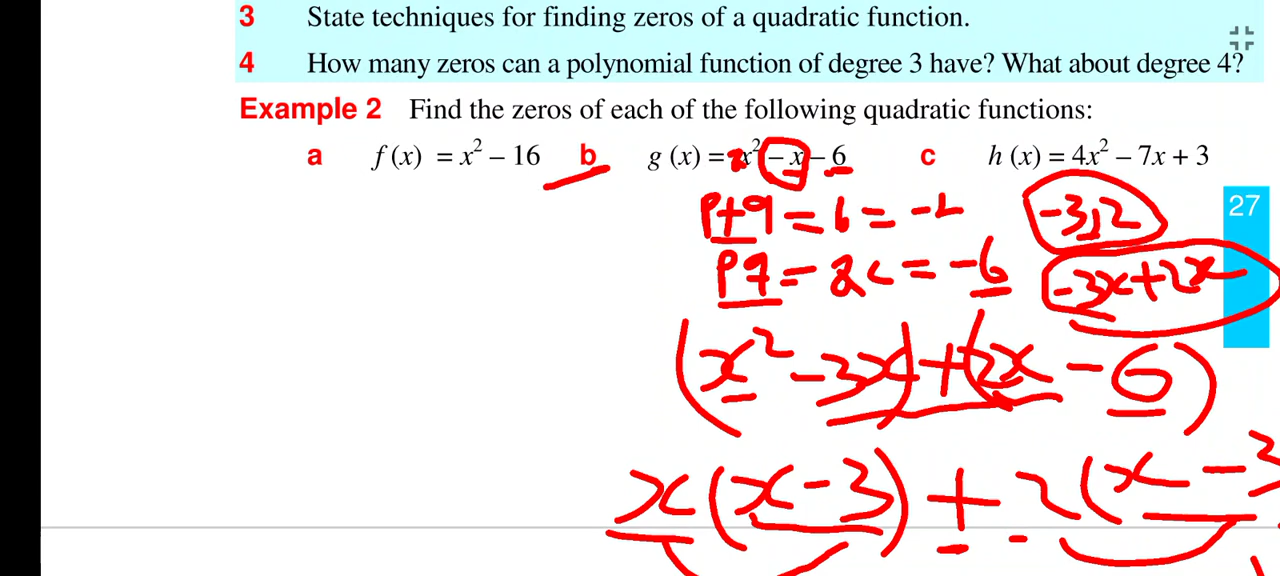 3 State techniques for finding zeros of a quadratic function.
4 How many zeros can a polynomial function of degree 3 have? What about degree 4?
Example 2 Find the zeros of each of the following quadratic functions:
a f (x) = x² – 16 b g (x) = x² – x – 6 c h (x) = 4x² – 7x + 3
27
p+q = b = -1
-3, 2
pq = ac = -6
-3x+2x
(x² - 3x) + (2x - 6)
x(x-3) + 2(x-3